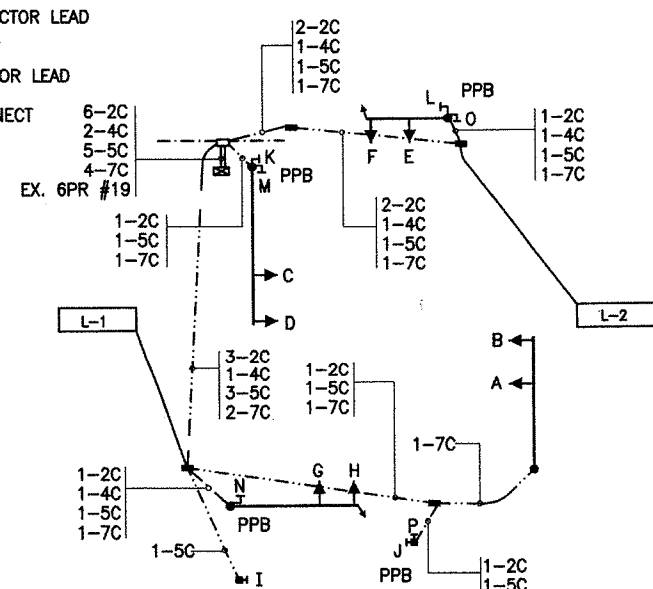 CTOR LEAD
OR LEAD
NECT
2-2C
1-4C
1-5C
1-7C
6-2C
2-4C
5-5C
4-7C
EX. 6PR #19
L
PPB
O
1-2C
1-4C
1-5C
1-7C
F
E
K
M
PPB
1-2C
1-5C
1-7C
2-2C
1-4C
1-5C
1-7C
C
D
L-1
L-2
B
A
3-2C
1-4C
3-5C
2-7C
1-2C
1-5C
1-7C
1-7C
1-2C
1-4C
1-5C
1-7C
N
G
H
PPB
P
J
PPB
1-5C
I
1-2C
1-5C